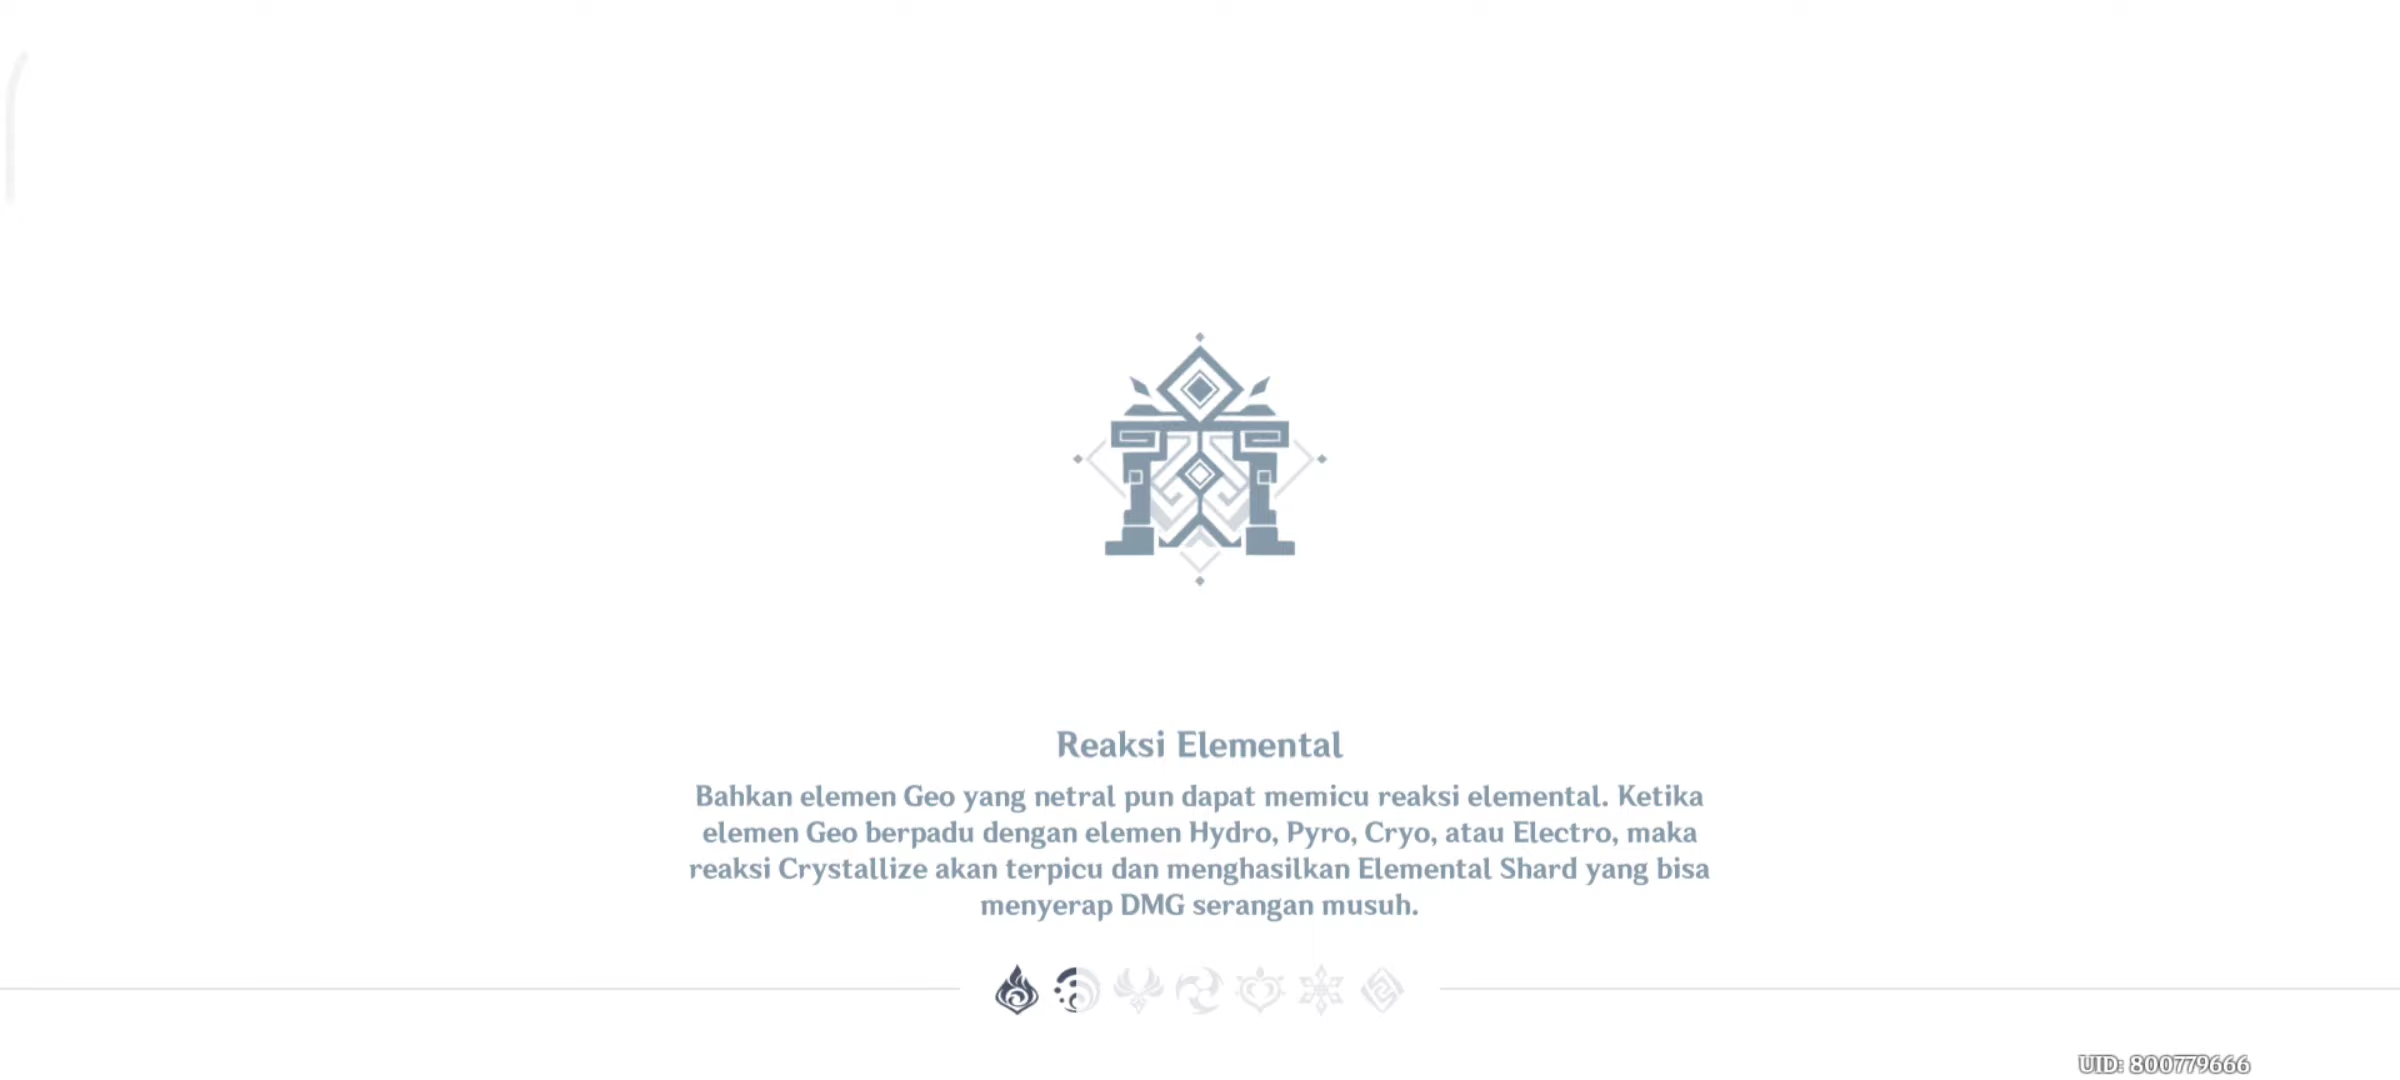 Reaksi Elemental
Bahkan elemen Geo yang netral pun dapat memicu reaksi elemental. Ketika
elemen Geo berpadu dengan elemen Hydro, Pyro, Cryo, atau Electro, maka
reaksi Crystallize akan terpicu dan menghasilkan Elemental Shard yang bisa
menyerap DMG serangan musuh.
UID: 800779666